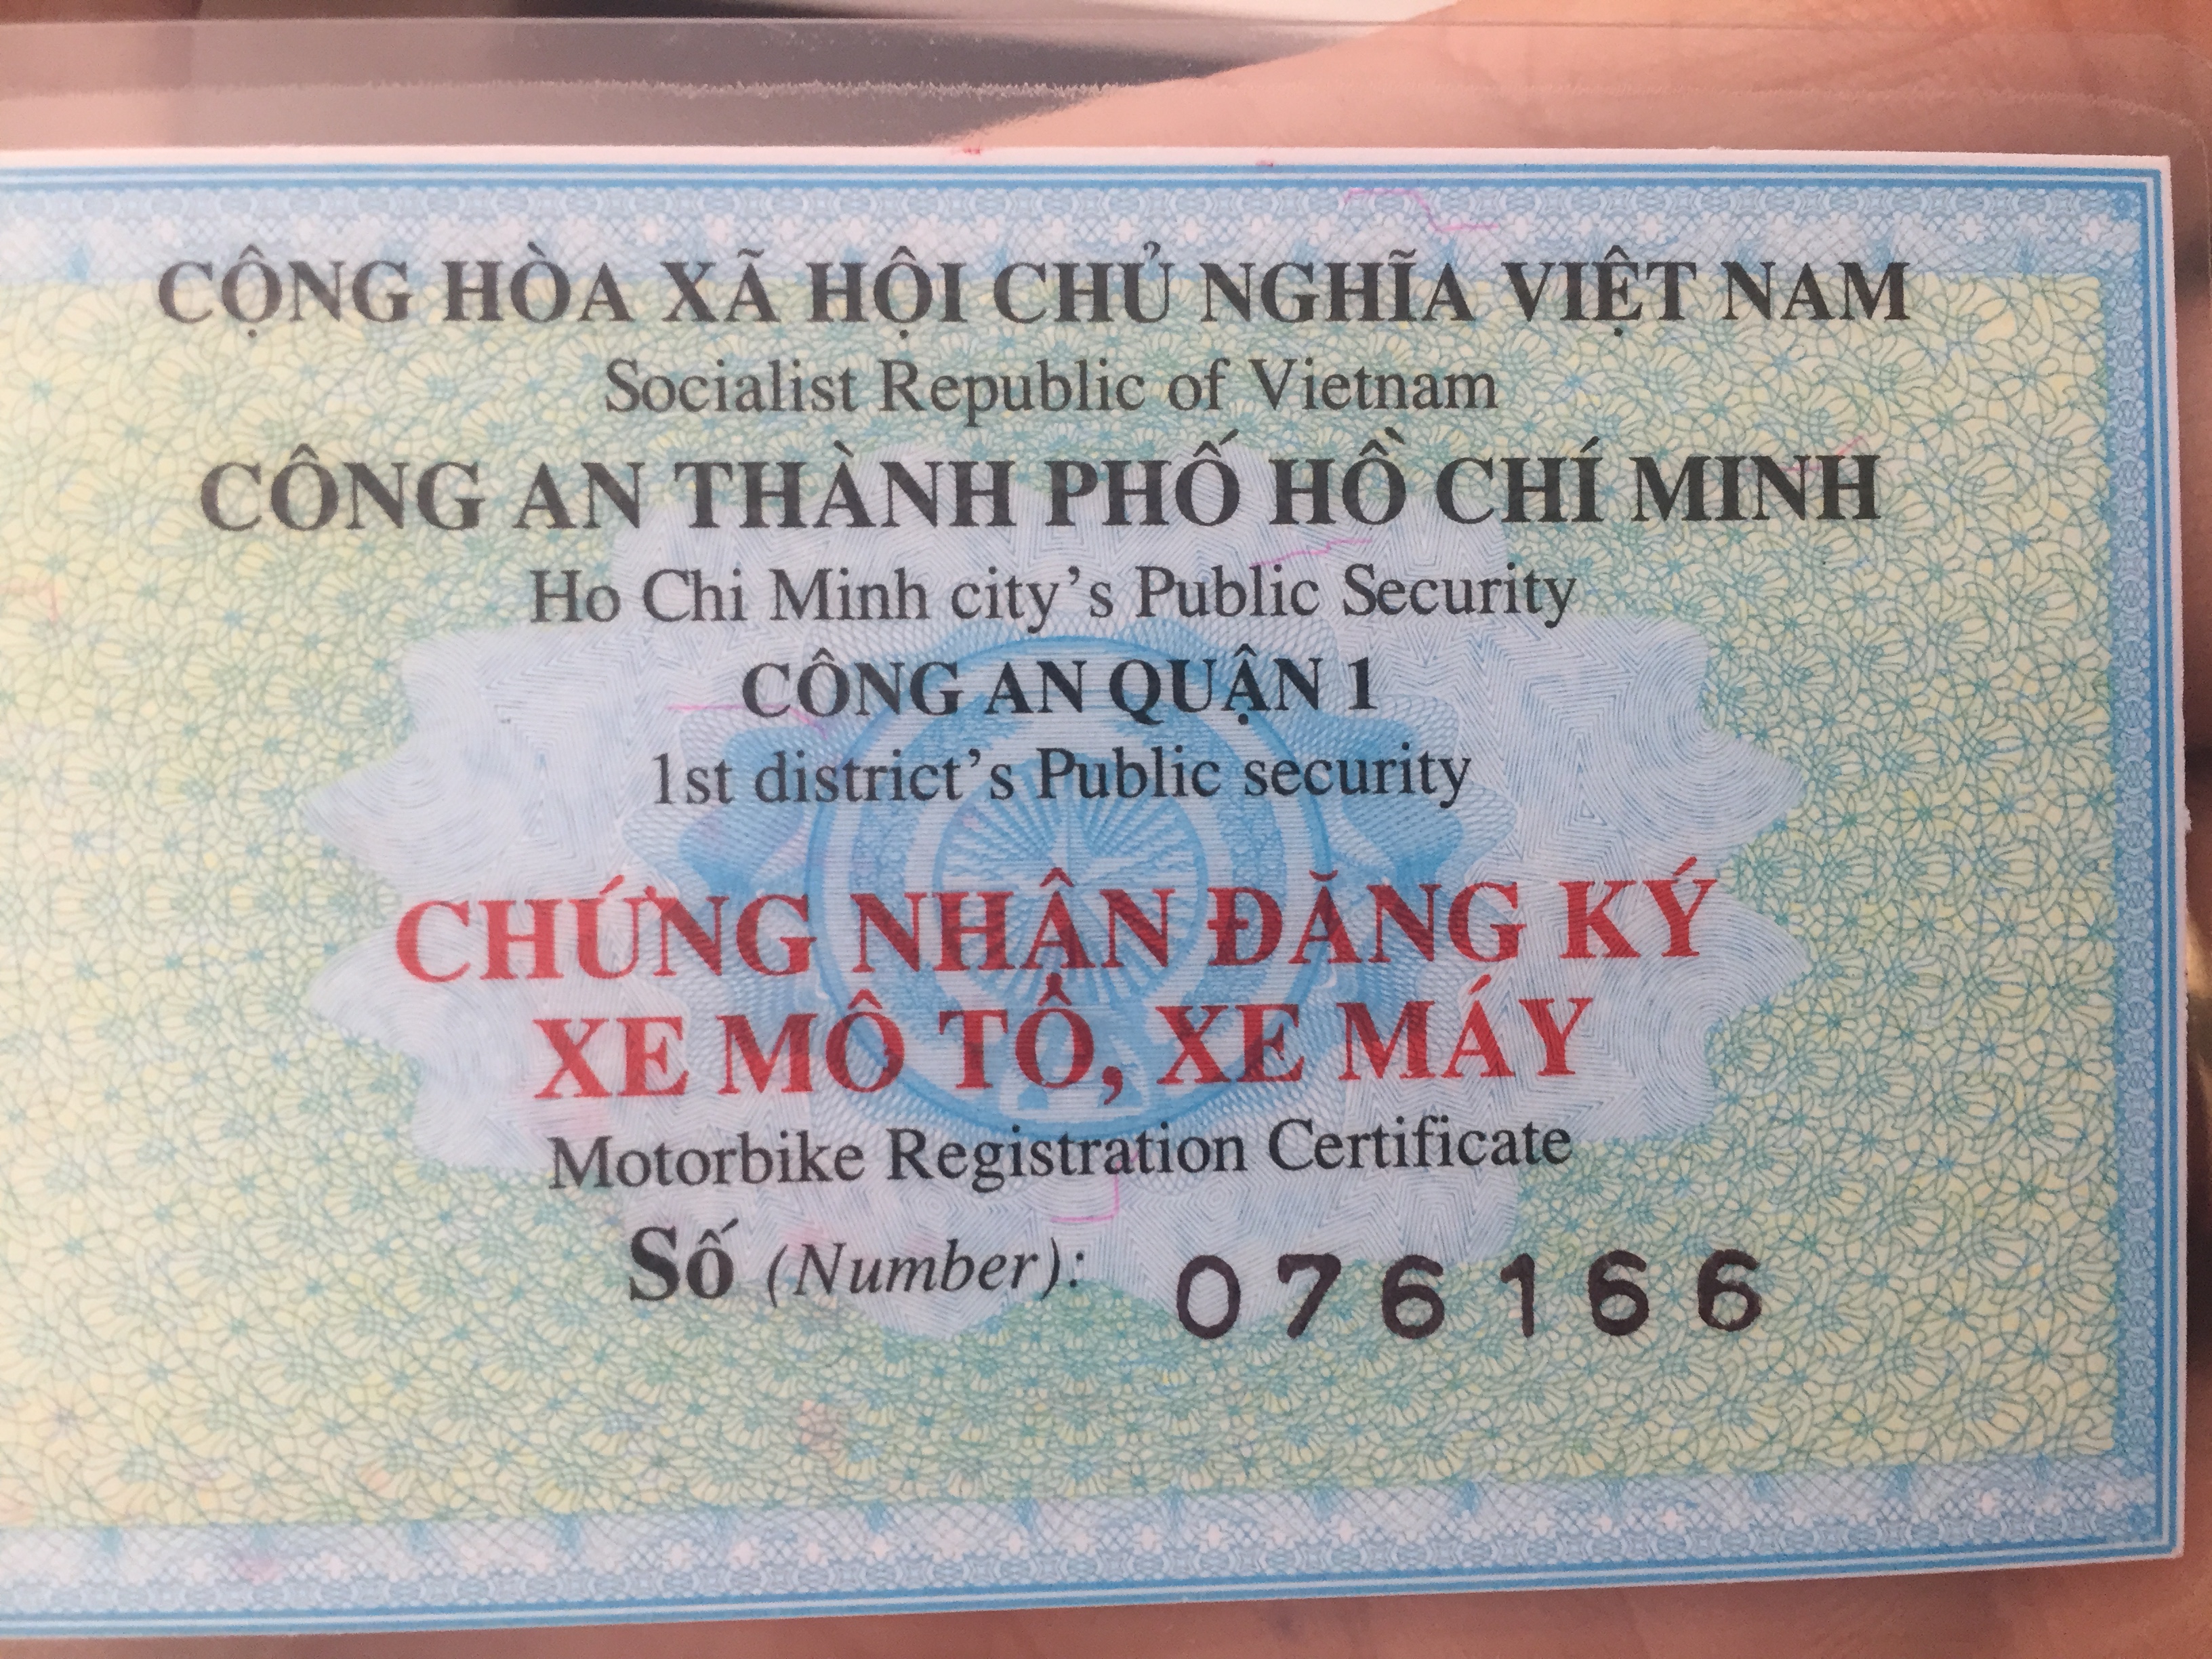 CỘNG HÒA XÃ HỘI CHỦ NGHĨA VIỆT NAM
Socialist Republic of Vietnam
CÔNG AN THÀNH PHỐ HỒ CHÍ MINH
Ho Chi Minh city's Public Security
CÔNG AN QUẬN 1
1st district's Public security
CHỨNG NHẬN ĐĂNG KÝ
XE MÔ TÔ, XE MÁY
Motorbike Registration Certificate
Số (Number): 076166